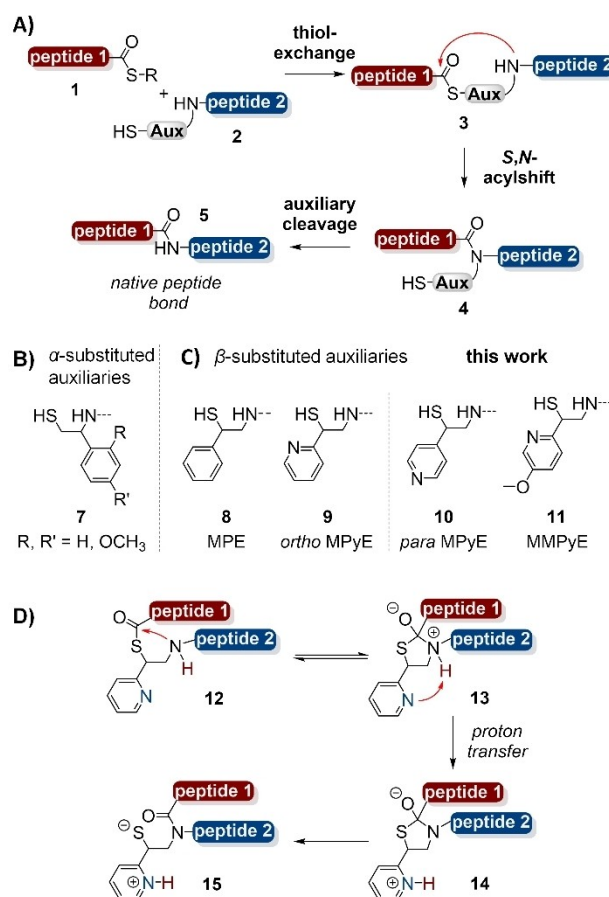 A)
peptide 1
O
S-R
1
+
HN-peptide 2
HS-Aux
2
thiol-
exchange
peptide 1
O
S-Aux
HN-peptide 2
3
S,N-
acylshift
peptide 1
O
N-peptide 2
HS-Aux
4
auxiliary
cleavage
5
peptide 1
O
HN-peptide 2
native peptide
bond
B) α-substituted
auxiliaries
HS HN---
R
R'
7
R, R' = H, OCH3
C) β-substituted auxiliaries this work
HS HN---
8
MPE
HS HN---
N
9
ortho MPyE
HS HN---
N
10
para MPyE
HS HN---
N
O
11
MMPyE
D)
O
peptide 1
peptide 2
S
N
H
N
12
⊖
O
peptide 1
⊕
peptide 2
S
N
H
N
13
proton
transfer
⊖
O
peptide 1
peptide 2
S
N
N-H
⊕
14
peptide 1
O
⊖
S
N
peptide 2
N-H
⊕
15